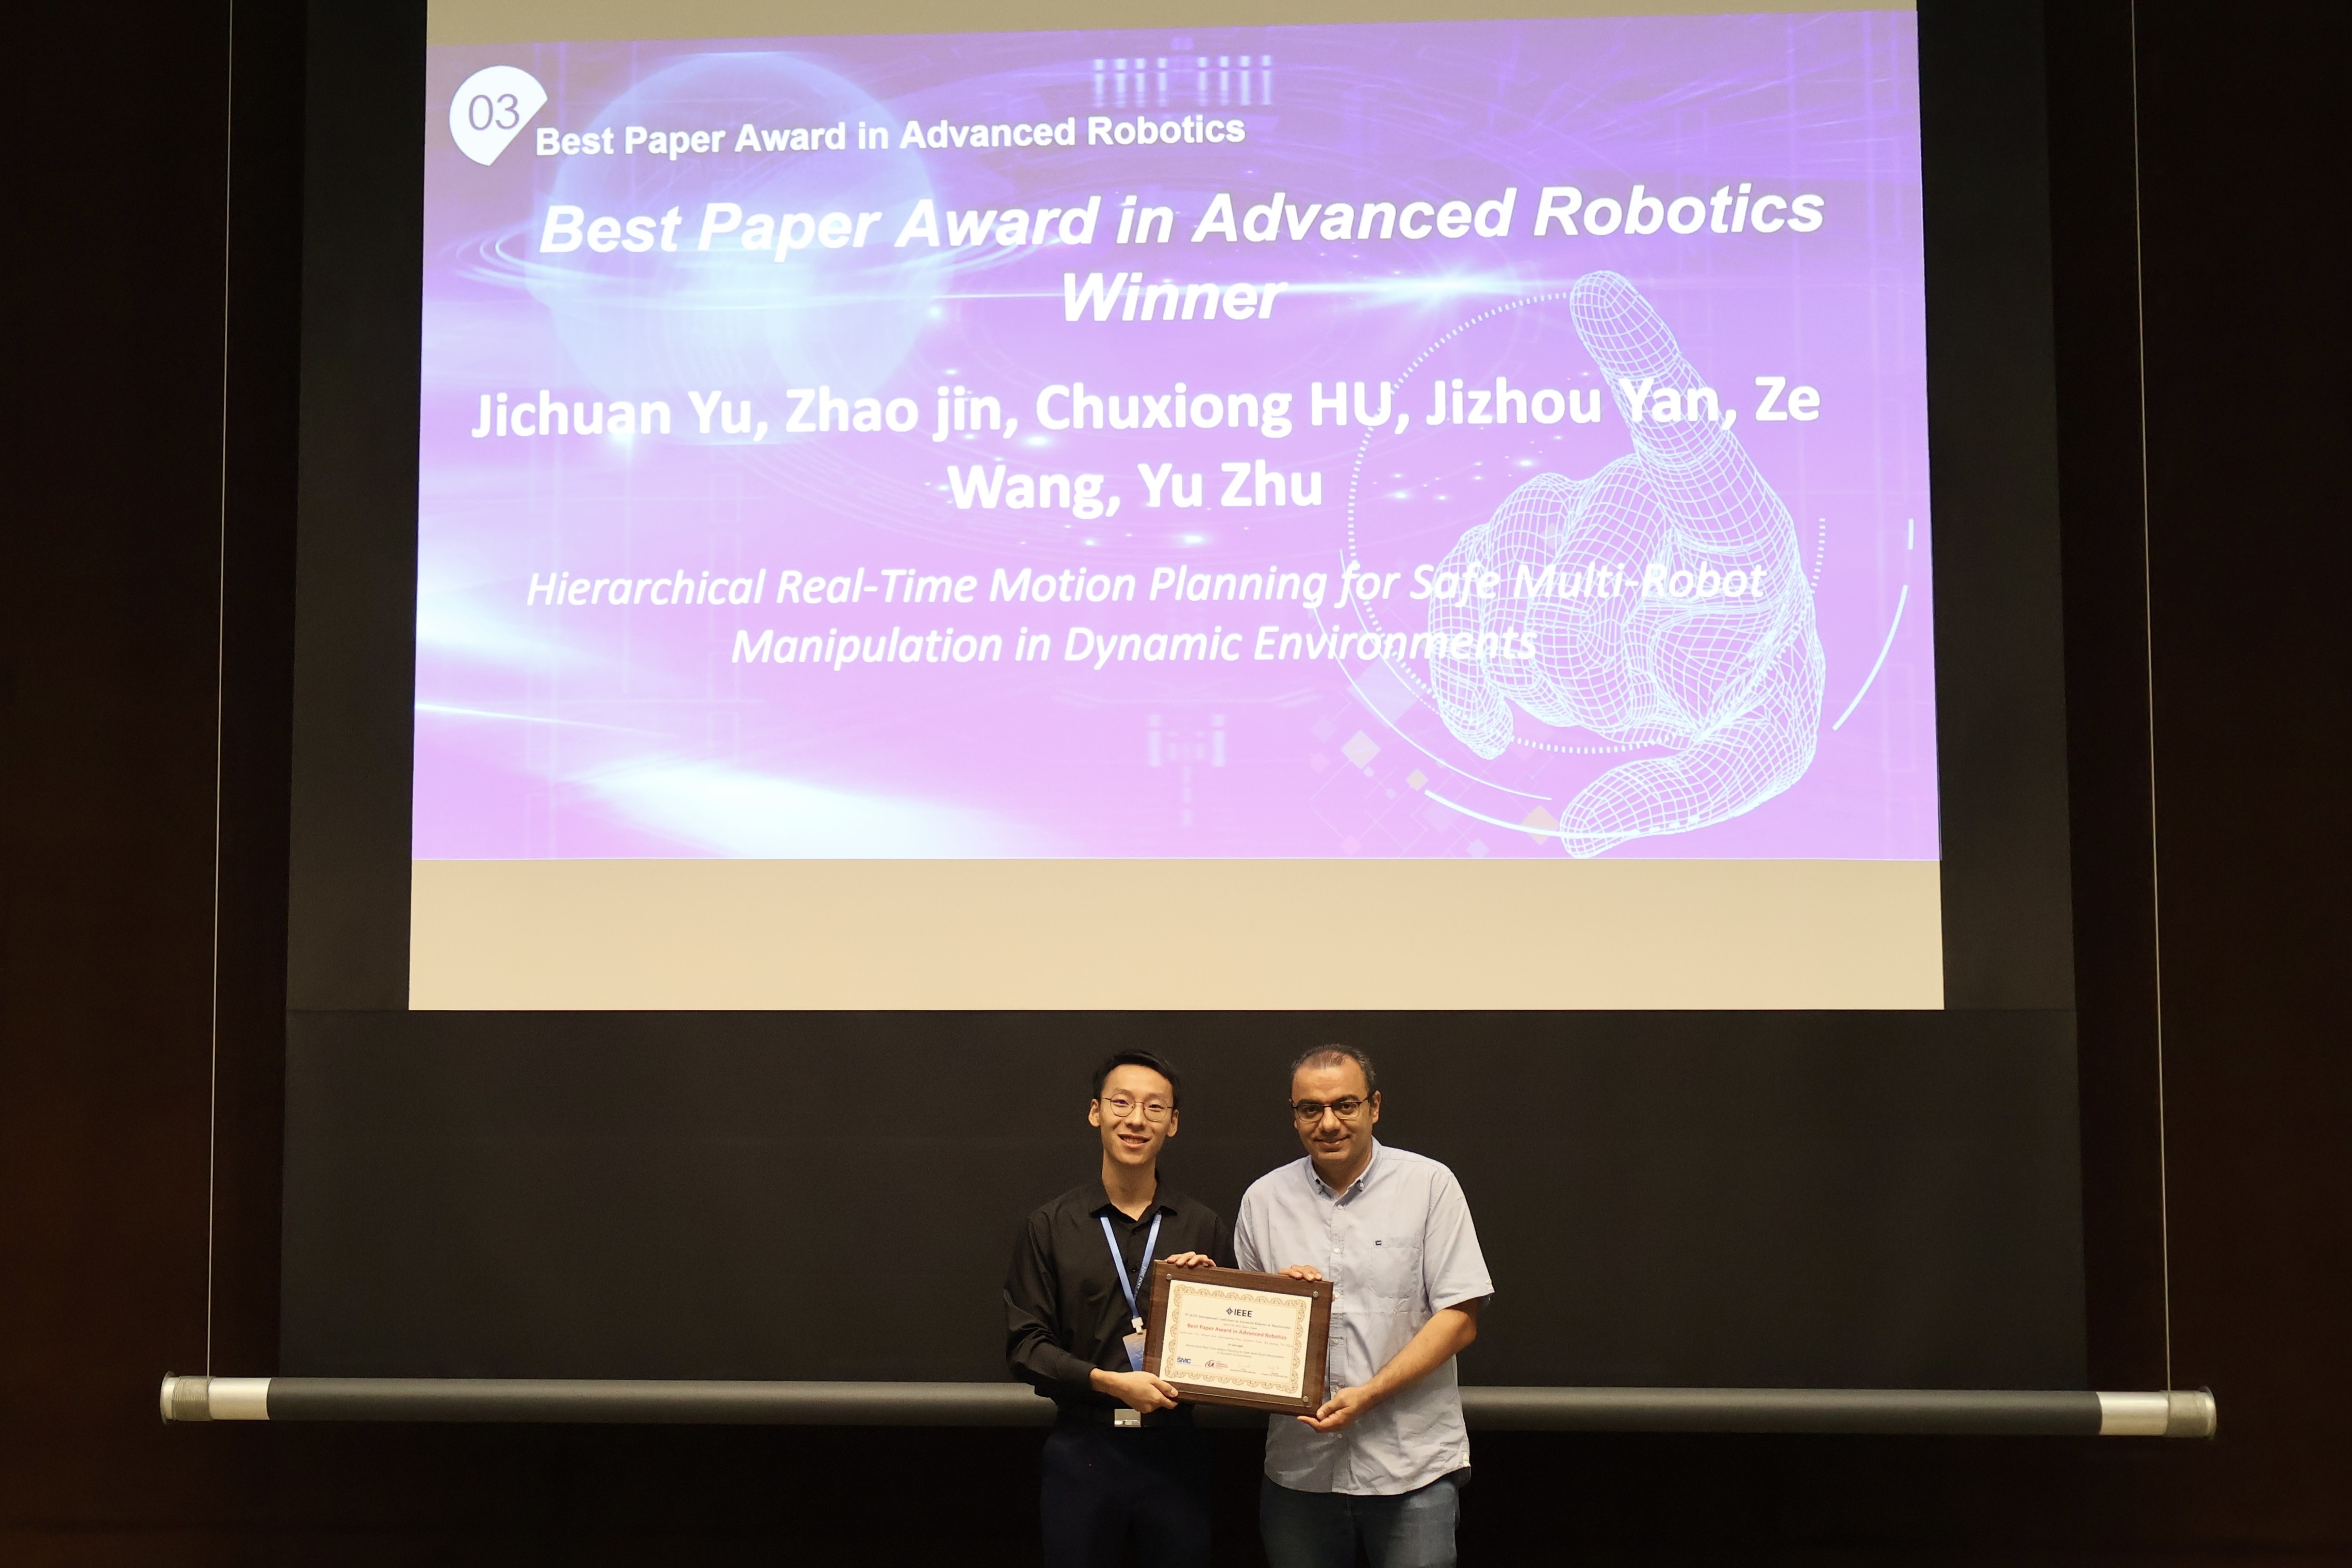 03
Best Paper Award in Advanced Robotics
Best Paper Award in Advanced Robotics
Winner
Jichuan Yu, Zhao jin, Chuxiong HU, Jizhou Yan, Ze
Wang, Yu Zhu
Hierarchical Real-Time Motion Planning for Safe Multi-Robot
Manipulation in Dynamic Environments
IEEE
Best Paper Award in Advanced Robotics
SMC